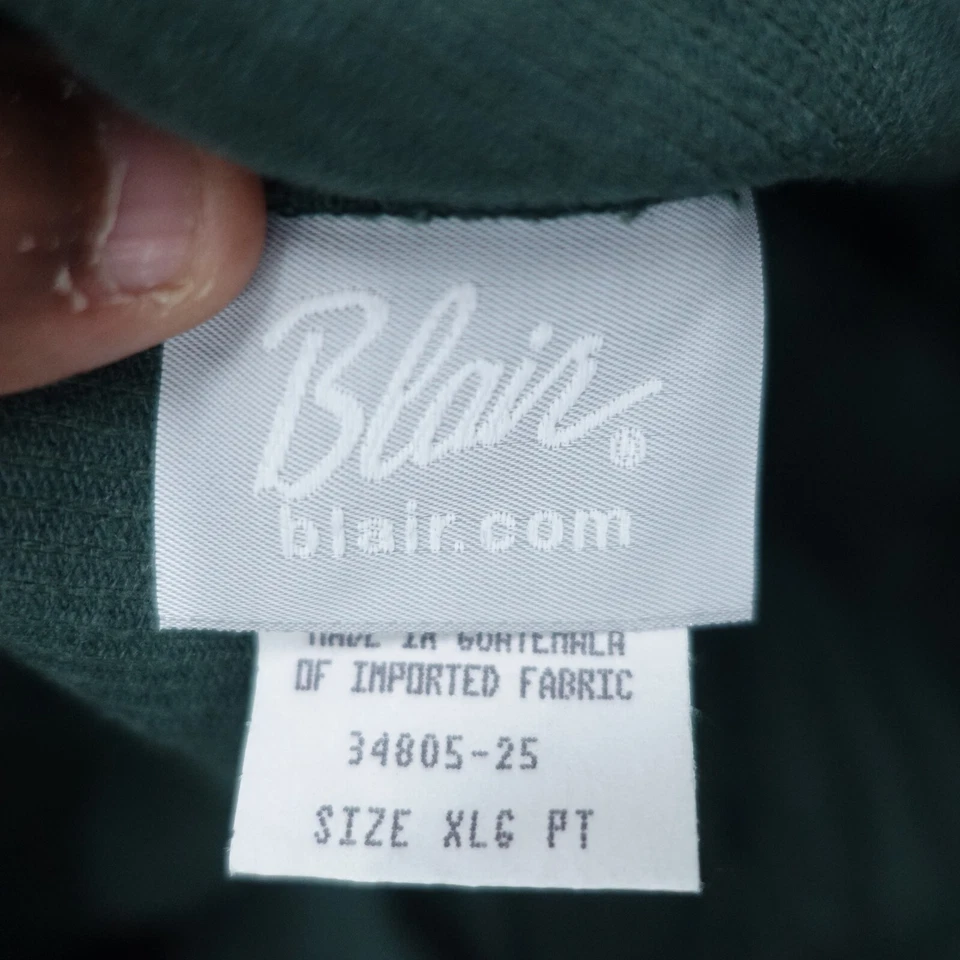 Blair®
blair.com
MADE IN GUATEMALA
OF IMPORTED FABRIC
34805-25
SIZE XLG PT